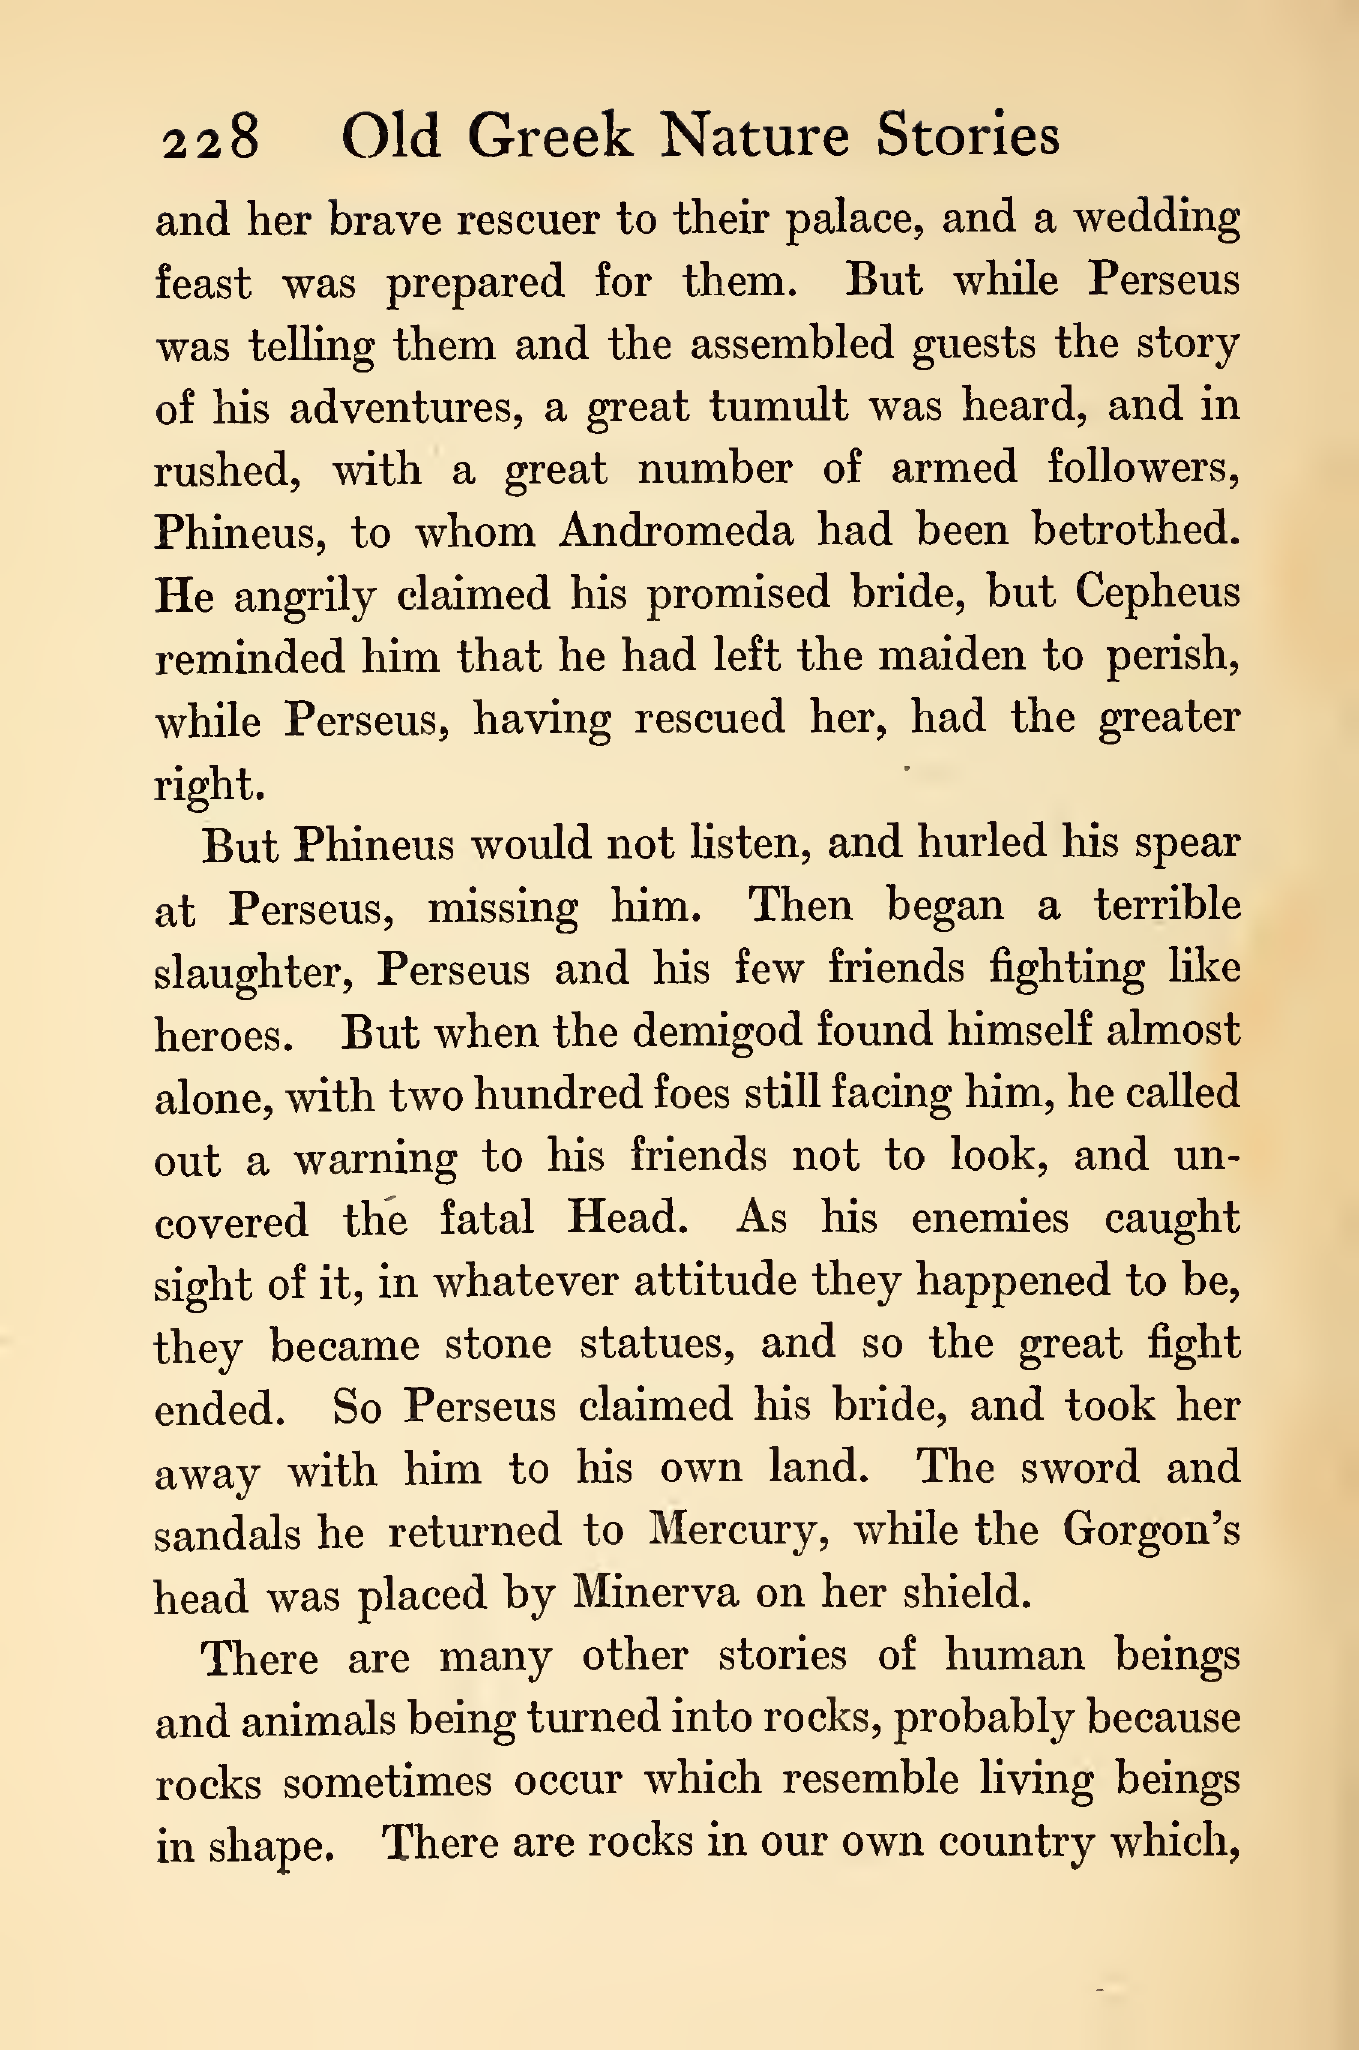 228 Old Greek Nature Stories
and her brave rescuer to their palace, and a wedding
feast was prepared for them. But while Perseus
was telling them and the assembled guests the story
of his adventures, a great tumult was heard, and in
rushed, with a great number of armed followers,
Phineus, to whom Andromeda had been betrothed.
He angrily claimed his promised bride, but Cepheus
reminded him that he had left the maiden to perish,
while Perseus, having rescued her, had the greater
right.
But Phineus would not listen, and hurled his spear
at Perseus, missing him. Then began a terrible
slaughter, Perseus and his few friends fighting like
heroes. But when the demigod found himself almost
alone, with two hundred foes still facing him, he called
out a warning to his friends not to look, and un-
covered the fatal Head. As his enemies caught
sight of it, in whatever attitude they happened to be,
they became stone statues, and so the great fight
ended. So Perseus claimed his bride, and took her
away with him to his own land. The sword and
sandals he returned to Mercury, while the Gorgon's
head was placed by Minerva on her shield.
There are many other stories of human beings
and animals being turned into rocks, probably because
rocks sometimes occur which resemble living beings
in shape. There are rocks in our own country which,